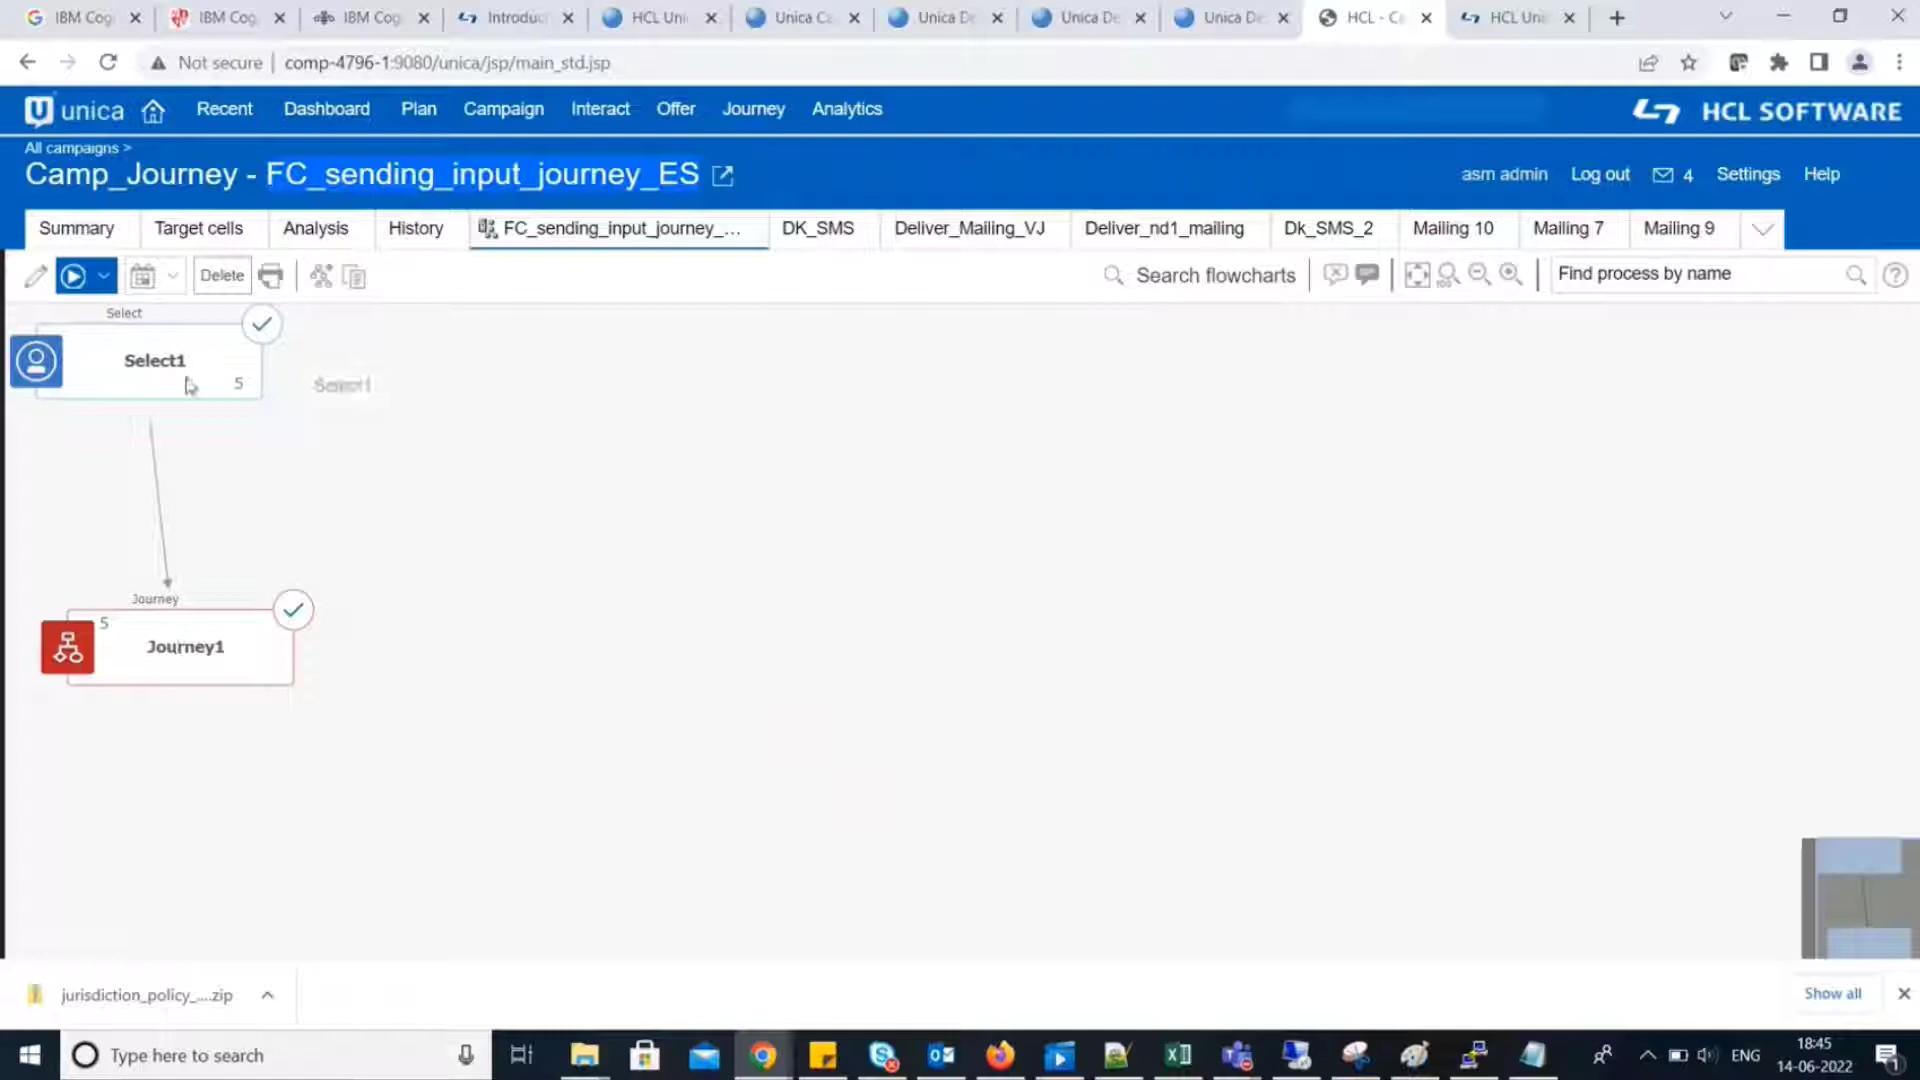 IBM Cog
IBM Cog
IBM Cog
Introduc
HCL Uni
Unica Ca
Unica De
Unica De
Unica De
HCL - Ca
HCL Uni
Not secure
comp-4796-1:9080/unica/jsp/main_std.jsp
unica
Recent
Dashboard
Plan
Campaign
Interact
Offer
Journey
Analytics
HCL SOFTWARE
All campaigns >
Camp_Journey - FC_sending_input_journey_ES
asm admin
Log out
4
Settings
Help
Summary
Target cells
Analysis
History
FC_sending_input_journey_...
DK_SMS
Deliver_Mailing_VJ
Deliver_nd1_mailing
Dk_SMS_2
Mailing 10
Mailing 7
Mailing 9
Delete
Search flowcharts
100
Find process by name
Select
Select1
5
Select1
Journey
5
Journey1
jurisdiction_policy_....zip
Show all
Type here to search
ENG
18:45
14-06-2022
1